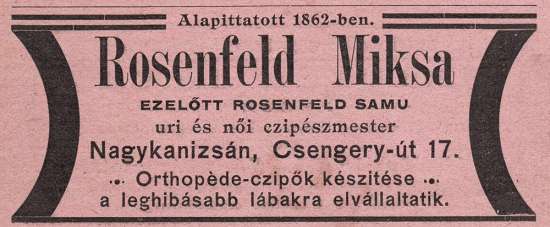 Alapittatott 1862-ben.
Rosenfeld Miksa
EZELŐTT ROSENFELD SAMU
uri és női czipészmester
Nagykanizsán, Csengery-út 17.
Orthopède-czipők készitése
a leghibásabb lábakra elvállaltatik.